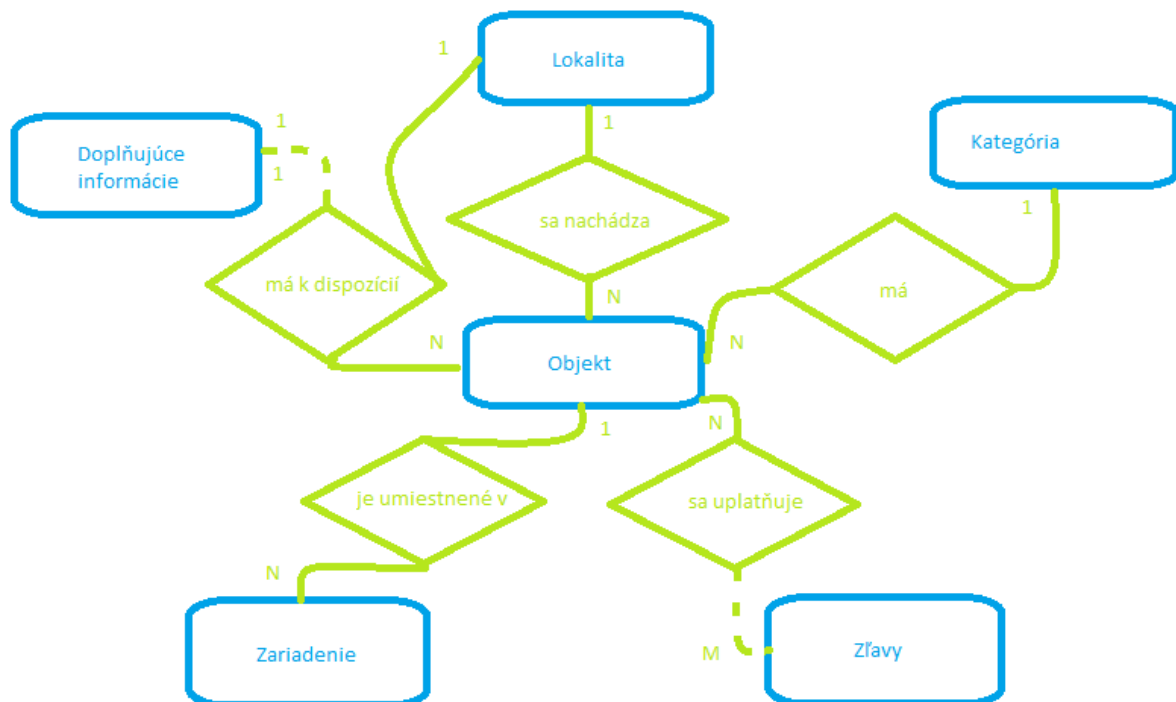 1
Lokalita
1
1
Doplňujúce
informácie
1
Kategória
1
sa nachádza
má k dispozícií
má
N
N
N
Objekt
N
1
je umiestnené v
sa uplatňuje
N
M
Zariadenie
Zľavy